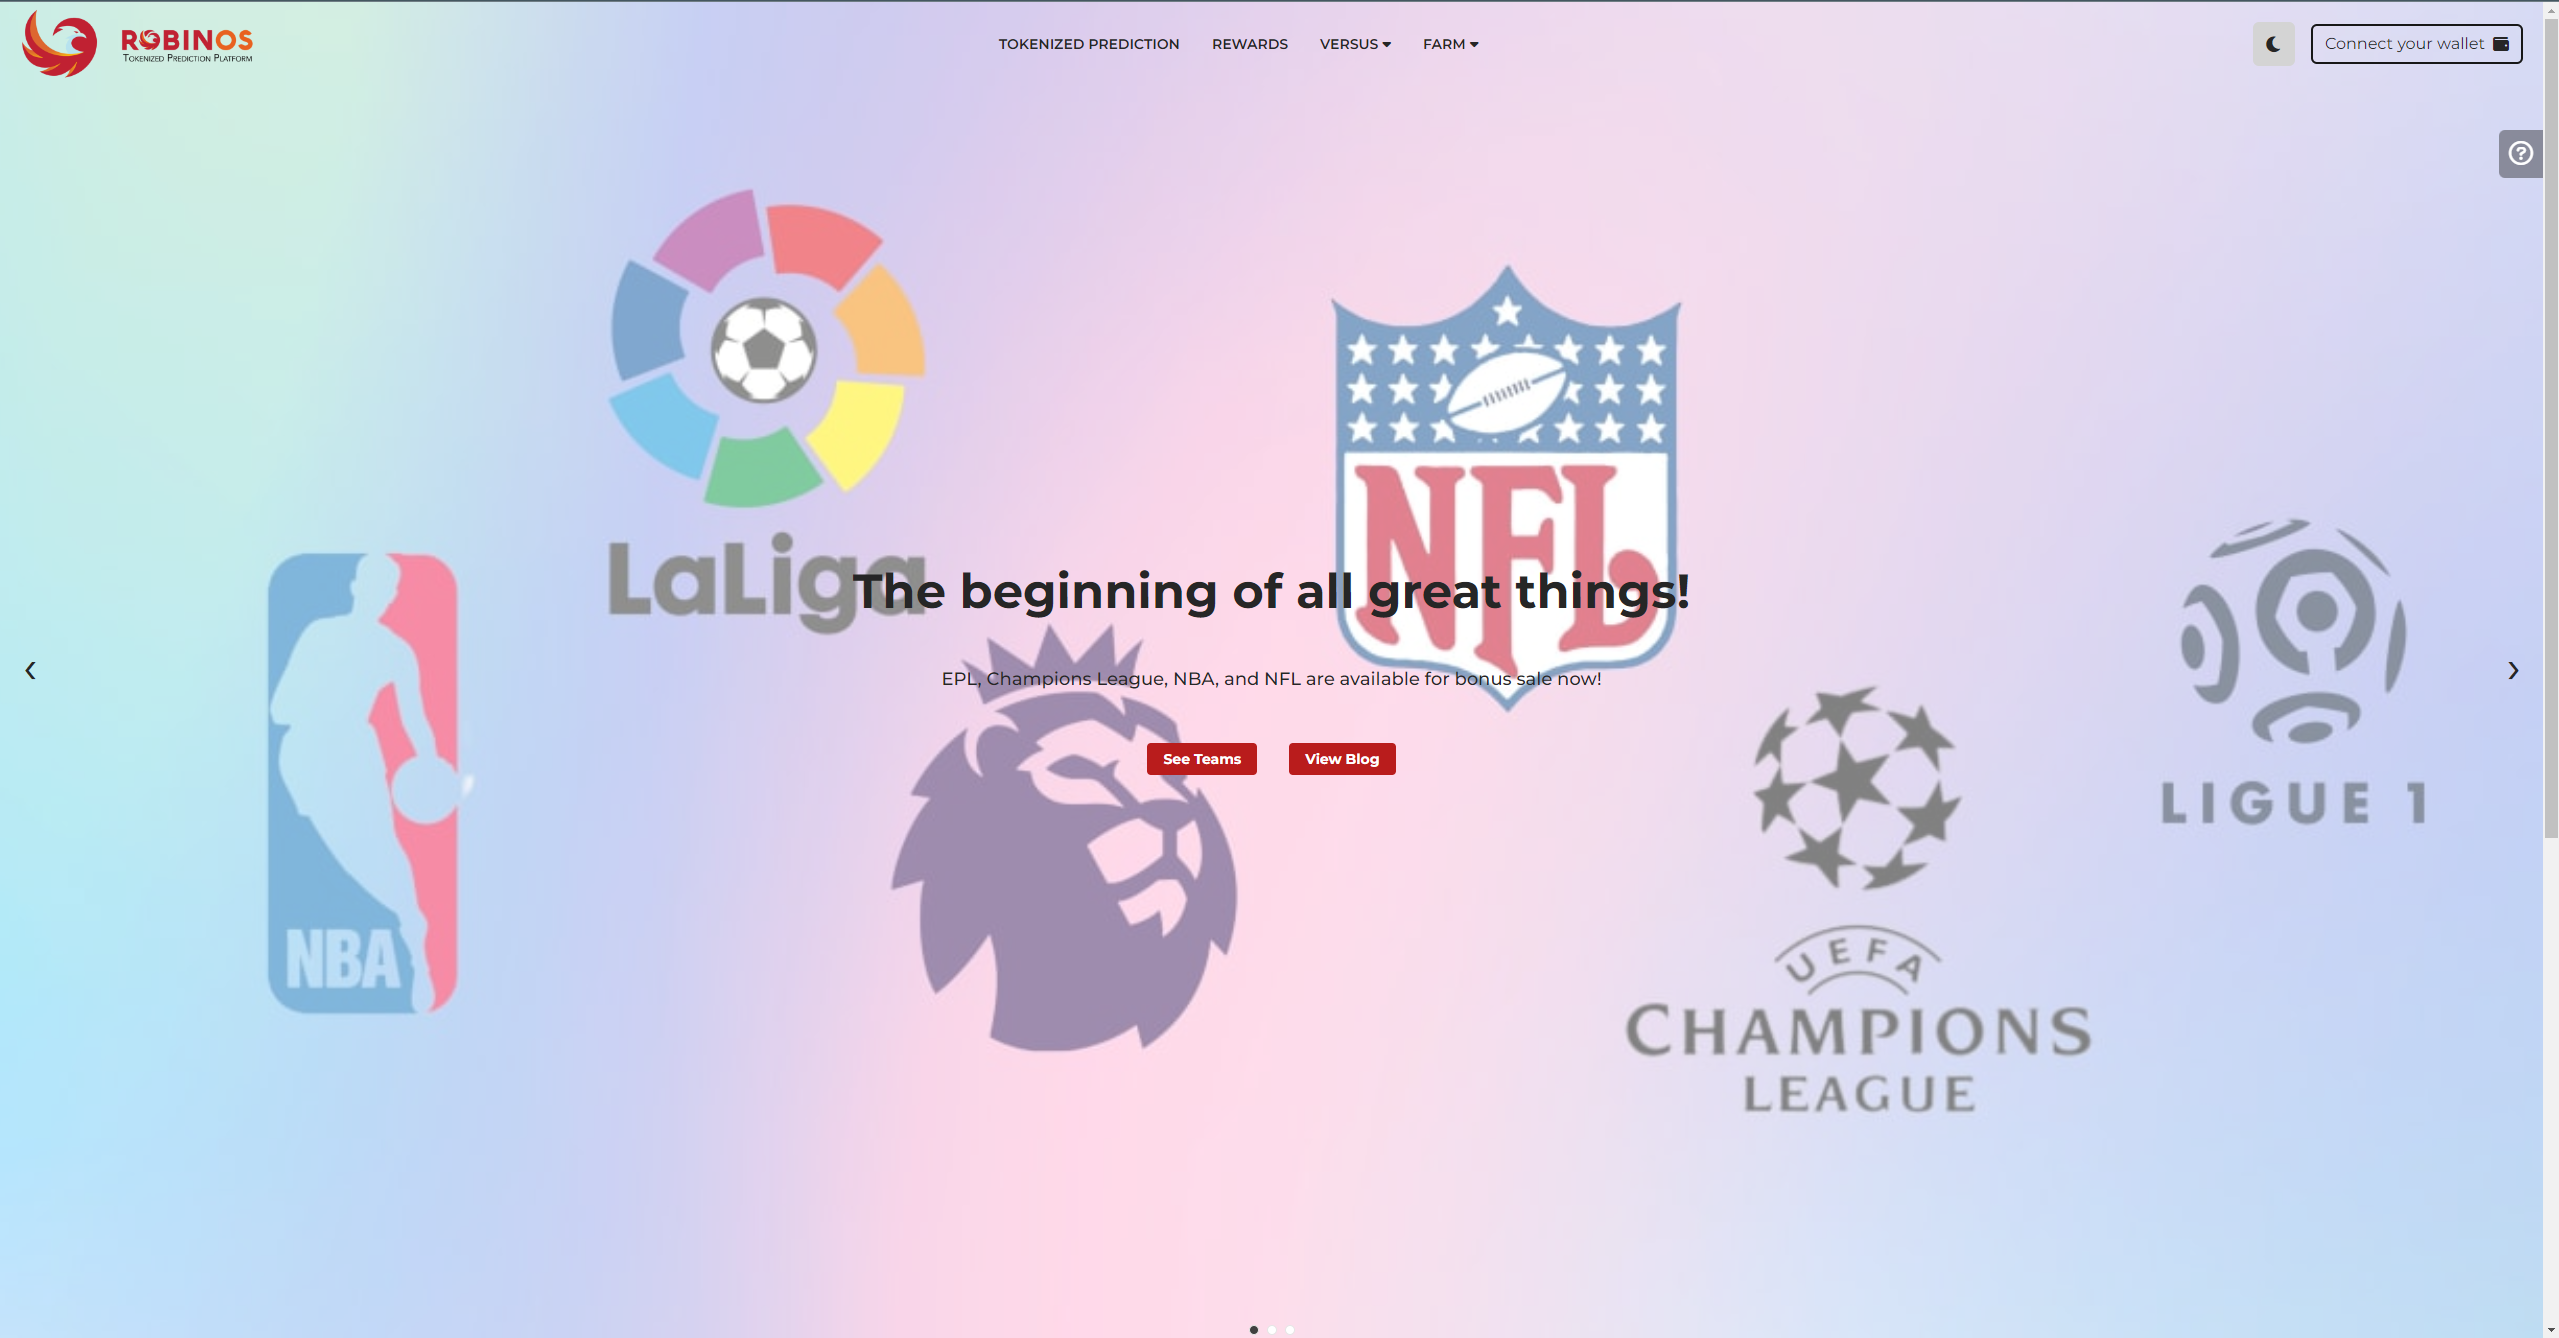 ROBINOS
TOKENIZED PREDICTION PLATFORM
TOKENIZED PREDICTION
REWARDS
VERSUS
FARM
Connect your wallet
LaLiga
NFL
The beginning of all great things!
EPL, Champions League, NBA, and NFL are available for bonus sale now!
See Teams
View Blog
LIGUE 1
NBA
UEFA
CHAMPIONS
LEAGUE